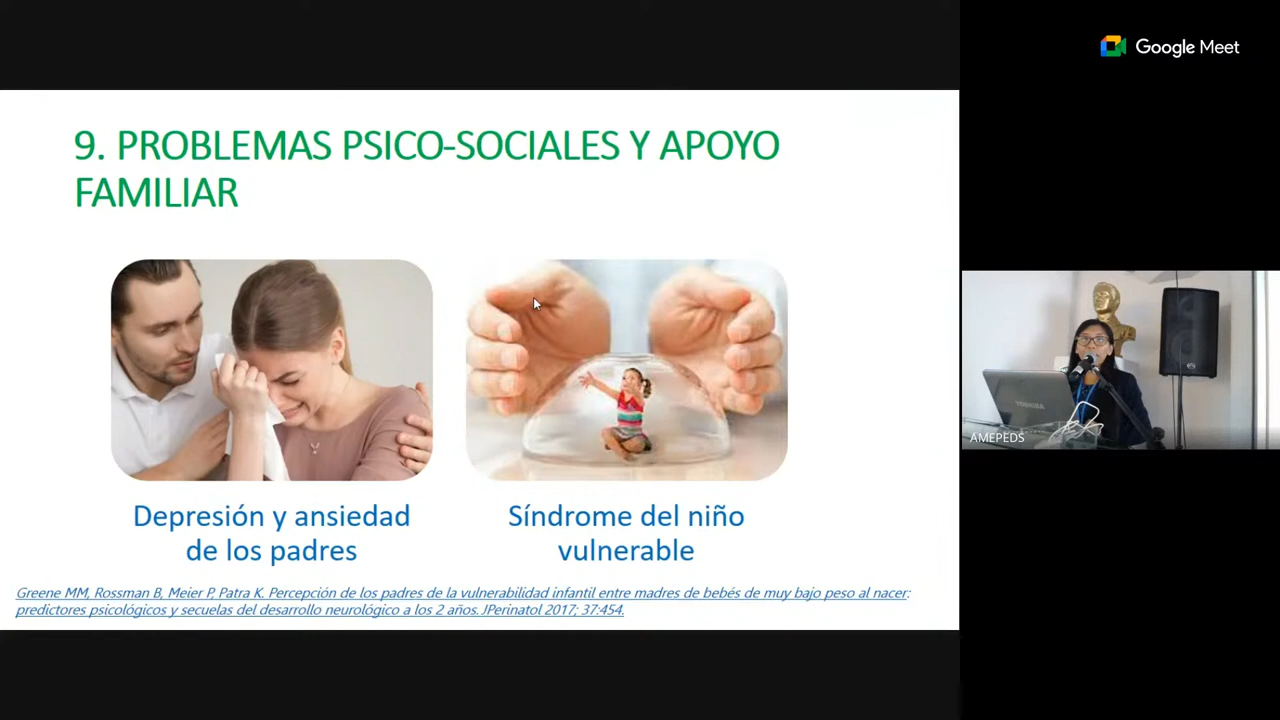 Google Meet
9. PROBLEMAS PSICO-SOCIALES Y APOYO
FAMILIAR
Depresión y ansiedad
de los padres
Síndrome del niño
vulnerable
Greene MM, Rossman B, Meier P, Patra K. Percepción de los padres de la vulnerabilidad infantil entre madres de bebés de muy bajo peso al nacer:
predictores psicológicos y secuelas del desarrollo neurológico a los 2 años. JPerinatol 2017; 37:454.
TOSHIBA
AMEPEDS